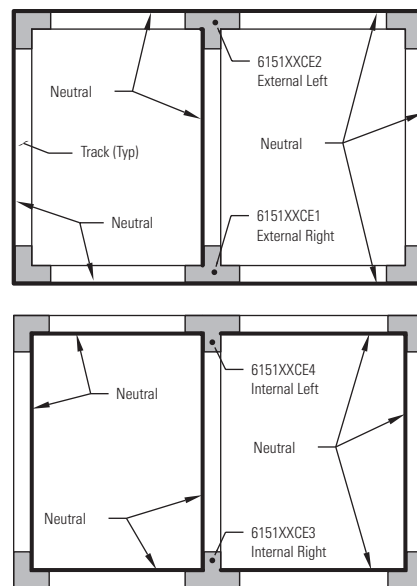 6151XXCE2
External Left
Neutral
Track (Typ)
Neutral
Neutral
6151XXCE1
External Right
6151XXCE4
Internal Left
Neutral
Neutral
Neutral
6151XXCE3
Internal Right